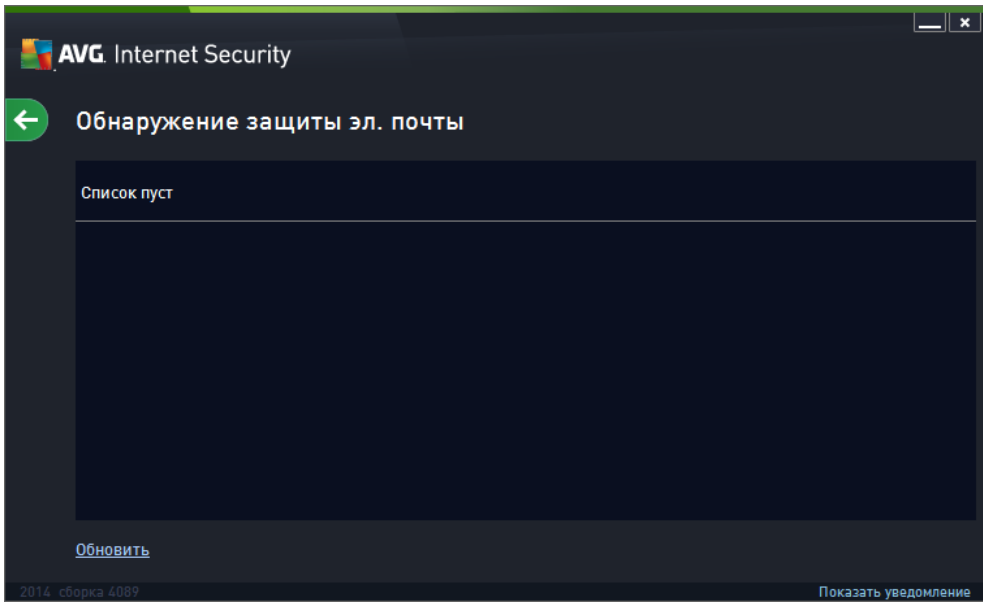 AVG. Internet Security
Обнаружение защиты эл. почты
Список пуст
Обновить
2014 сборка 4089
Показать уведомление